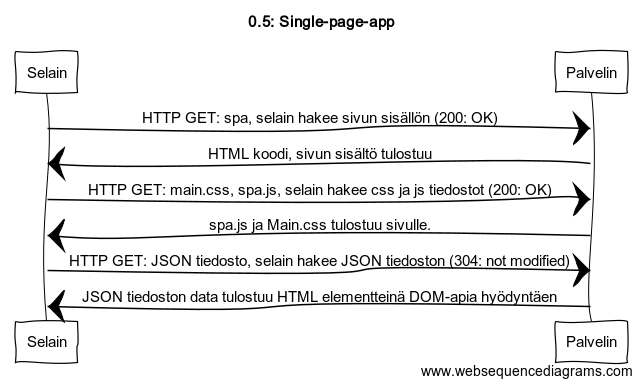 0.5: Single-page-app
Selain
Palvelin
HTTP GET: spa, selain hakee sivun sisällön (200: OK)
HTML koodi, sivun sisältö tulostuu
HTTP GET: main.css, spa.js, selain hakee css ja js tiedostot (200: OK)
spa.js ja Main.css tulostuu sivulle.
HTTP GET: JSON tiedosto, selain hakee JSON tiedoston (304: not modified)
JSON tiedoston data tulostuu HTML elementteinä DOM-apia hyödyntäen
Selain
Palvelin
www.websequencediagrams.com